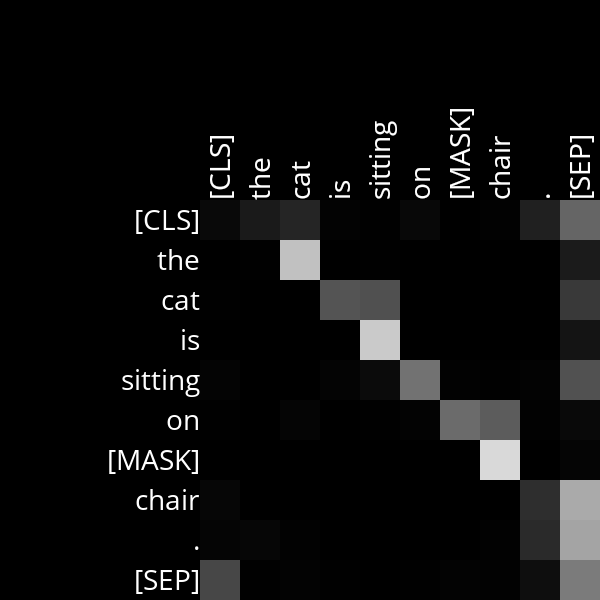 [CLS] the cat is sitting on [MASK] chair . [SEP]
[CLS]
the
cat
is
sitting
on
[MASK]
chair
.
[SEP]